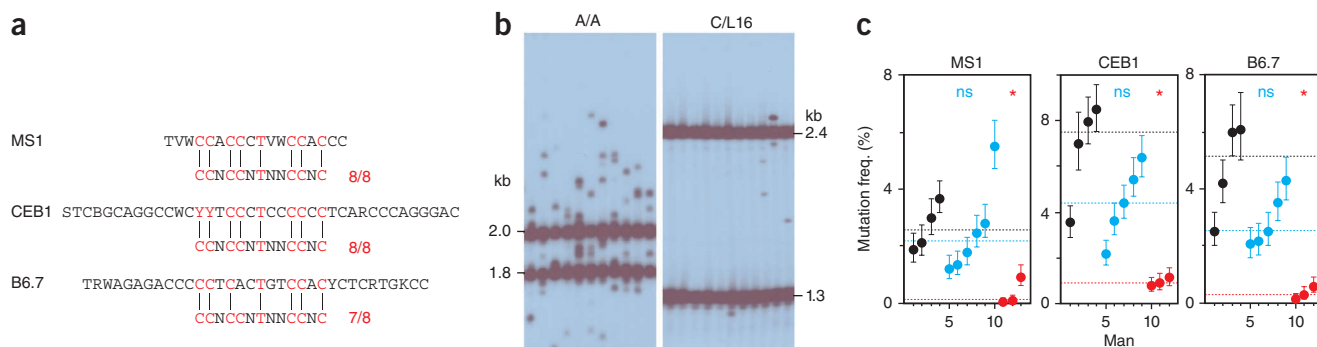 a
MS1
TVWCCACCCTVWCCACCC
CCNCCNTNNCCNC 8/8
CEB1
STCBGCAGGCCWCYYTCCCTCCCCCCTCARCCCAGGGAC
CCNCCNTNNCCNC 8/8
B6.7
TRWAGAGACCCCCTCACTGTCCACYCTCRTGKCC
CCNCCNTNNCCNC 7/8
b
A/A
C/L16
kb
2.0
1.8
kb
2.4
1.3
c
MS1
CEB1
B6.7
Mutation freq. (%)
8
4
0
ns *
5 10
8
4
0
ns *
5 10
8
4
0
ns *
5 10
Man